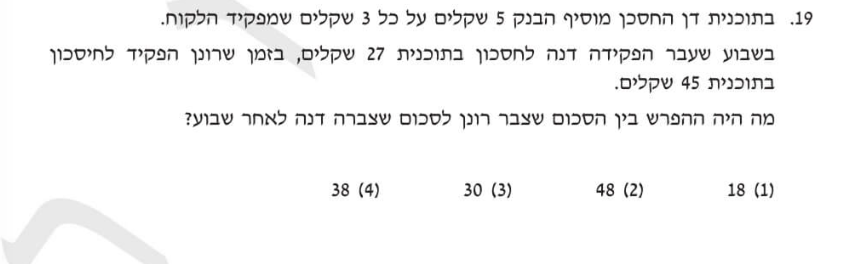 19. בתוכנית דן החסכן מוסיף הבנק 5 שקלים על כל 3 שקלים שמפקיד הלקוח.
בשבוע שעבר הפקידה דנה לחסכון בתוכנית 27 שקלים, בזמן שרונן הפקיד לחיסכון
בתוכנית 45 שקלים.
מה היה ההפרש בין הסכום שצבר רונן לסכום שצברה דנה לאחר שבוע?
(1) 18 (2) 48 (3) 30 (4) 38